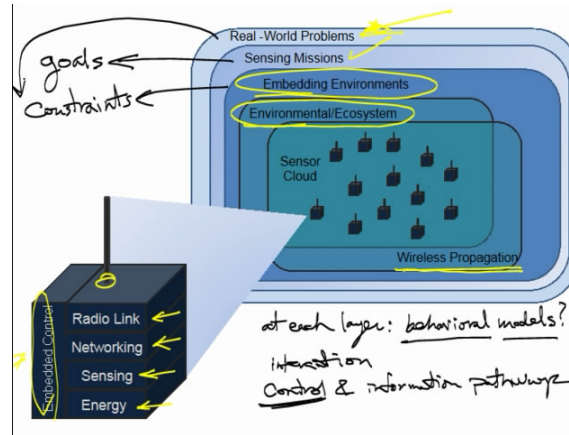 Real -World Problems
goals
Sensing Missions
Constraints
Embedding Environments
Environmental/Ecosystem
Sensor
Cloud
Wireless Propagation
Embedded Control
Radio Link
Networking
Sensing
Energy
at each layer: behavioral models?
interaction
Control & information pathways